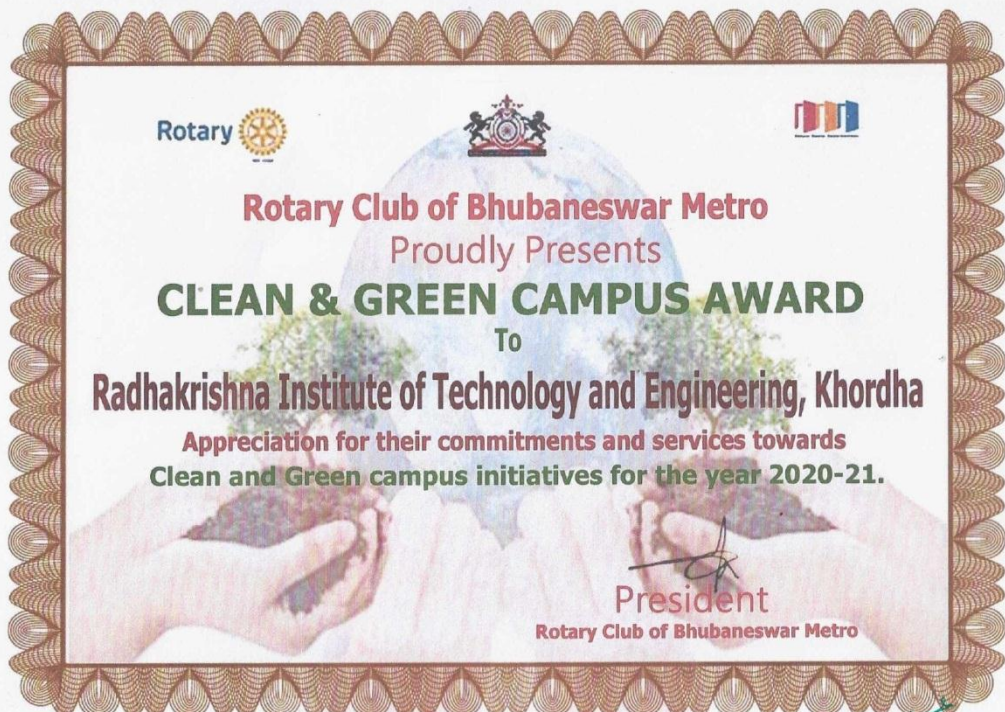 Rotary
Rotary Club of Bhubaneswar Metro
Proudly Presents
CLEAN & GREEN CAMPUS AWARD
To
Radhakrishna Institute of Technology and Engineering, Khordha
Appreciation for their commitments and services towards
Clean and Green campus initiatives for the year 2020-21.
President
Rotary Club of Bhubaneswar Metro